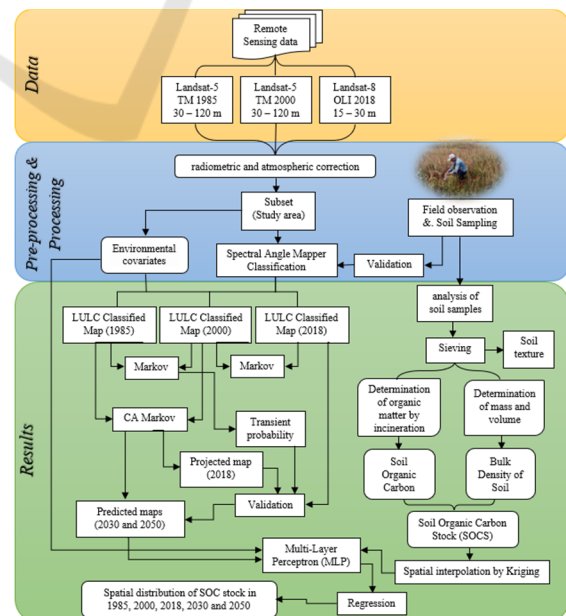 Data
Remote
Sensing data
Landsat-5
TM 1985
30 – 120 m
Landsat-5
TM 2000
30 – 120 m
Landsat-8
OLI 2018
15 – 30 m
Pre-processing &
Processing
radiometric and atmospheric correction
Subset
(Study area)
Field observation
&. Soil Sampling
Environmental
covariates
Spectral Angle Mapper
Classification
Validation
Results
LULC Classified
Map (1985)
LULC Classified
Map (2000)
LULC Classified
Map (2018)
analysis of
soil samples
Sieving
Soil
texture
Markov
Markov
Determination
of organic
matter by
incineration
Determination
of mass and
volume
CA Markov
Transient
probability
Projected map
(2018)
Soil
Organic
Carbon
Bulk
Density of
Soil
Predicted maps
(2030 and 2050)
Validation
Soil Organic Carbon
Stock (SOCS)
Multi-Layer
Perceptron (MLP)
Spatial interpolation by Kriging
Spatial distribution of SOC stock in
1985, 2000, 2018, 2030 and 2050
Regression